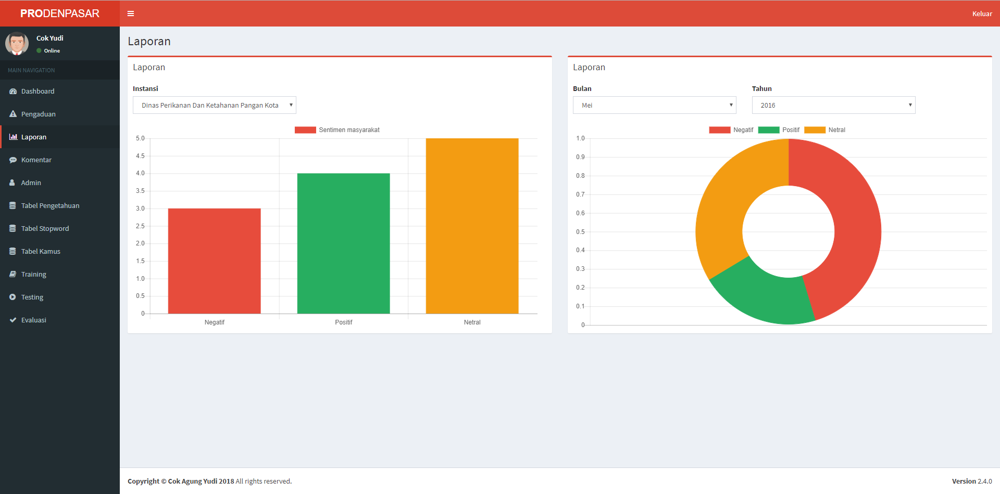 PRODENPASAR
Keluar
Cok Yudi
Online
MAIN NAVIGATION
Dashboard
Pengaduan
Laporan
Komentar
Admin
Tabel Pengetahuan
Tabel Stopword
Tabel Kamus
Training
Testing
Evaluasi
Laporan
Laporan
Instansi
Dinas Perikanan Dan Ketahanan Pangan Kota
Sentimen masyarakat
5.0
4.5
4.0
3.5
3.0
2.5
2.0
1.5
1.0
0.5
0
Negatif Positif Netral
Laporan
Bulan Tahun
Mei 2016
Negatif Positif Netral
1.0
0.9
0.8
0.7
0.6
0.5
0.4
0.3
0.2
0.1
0
Copyright © Cok Agung Yudi 2018 All rights reserved.
Version 2.4.0